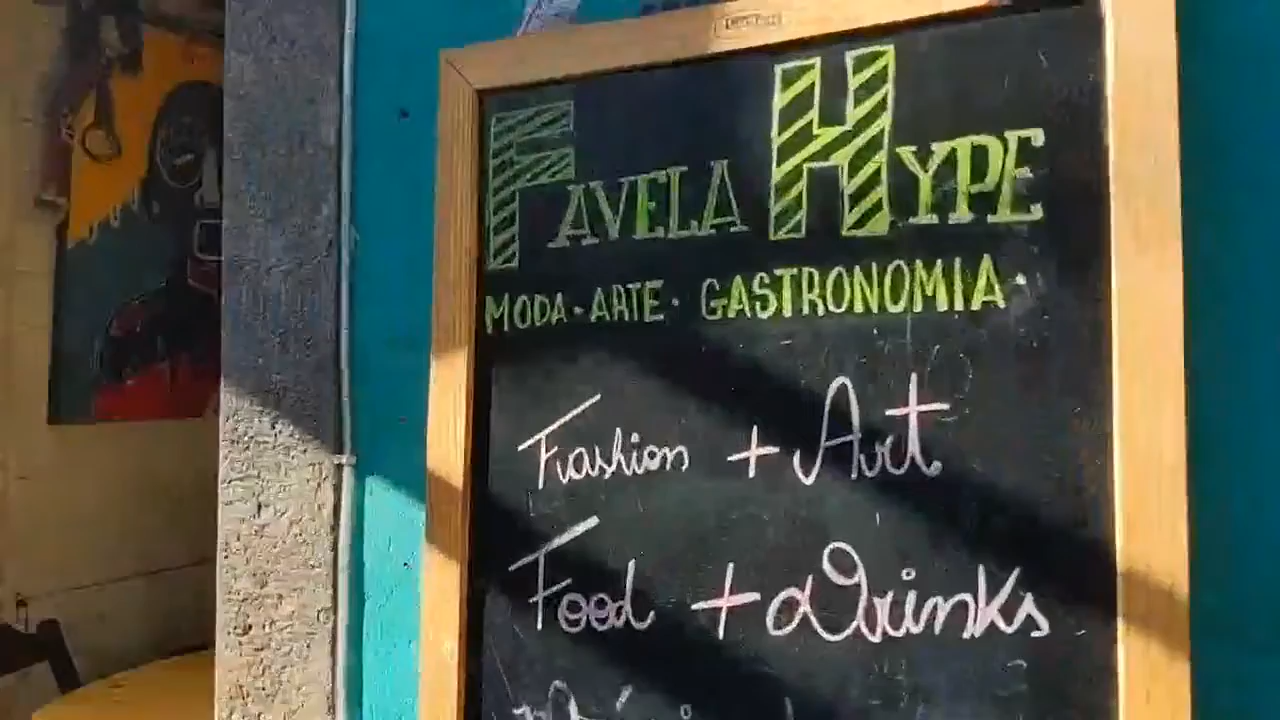 FAVELA HYPE
MODA · ARTE · GASTRONOMIA ·
Fashion + Art
Food + Drinks